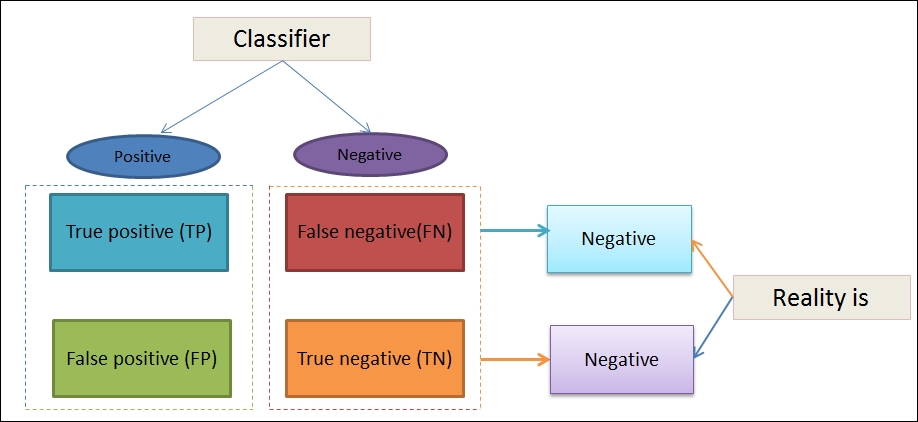 Classifier
Positive
Negative
True positive (TP)
False negative(FN)
Negative
Reality is
False positive (FP)
True negative (TN)
Negative